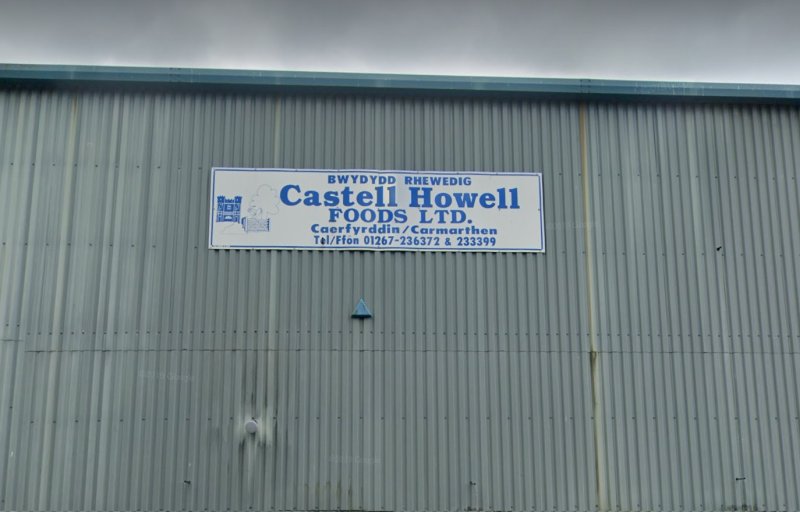 BWYDYDD RHEWEDIG
Castell Howell
FOODS LTD.
Caerfyrddin/Carmarthen
Tel/Ffon 01267-236372 & 233399